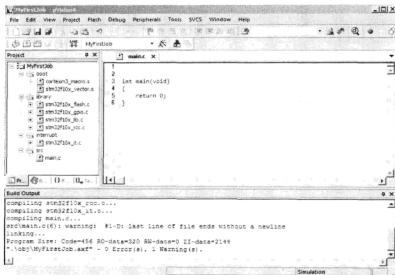 MyFirstJob - μVision4
File Edit View Project Flash Debug Peripherals Tools SVCS Window Help
MyFirstJob
Project
main.c
MyFirstJob
boot
cortexm3_macro.s
stm32f10x_vector.s
library
stm32f10x_flash.c
stm32f10x_gpio.c
stm32f10x_lib.c
stm32f10x_rcc.c
interrupt
stm32f10x_it.c
src
main.c
1
2
3 int main(void)
4 {
5 return 0;
6 }
Build Output
compiling stm32f10x_rcc.c...
compiling stm32f10x_it.c...
compiling main.c...
src\main.c(6): warning: #1-D: last line of file ends without a newline
linking...
Program Size: Code=456 RO-data=320 RW-data=0 ZI-data=2144
".\obj\MyFirstJob.axf" - 0 Error(s), 1 Warning(s).
Simulation